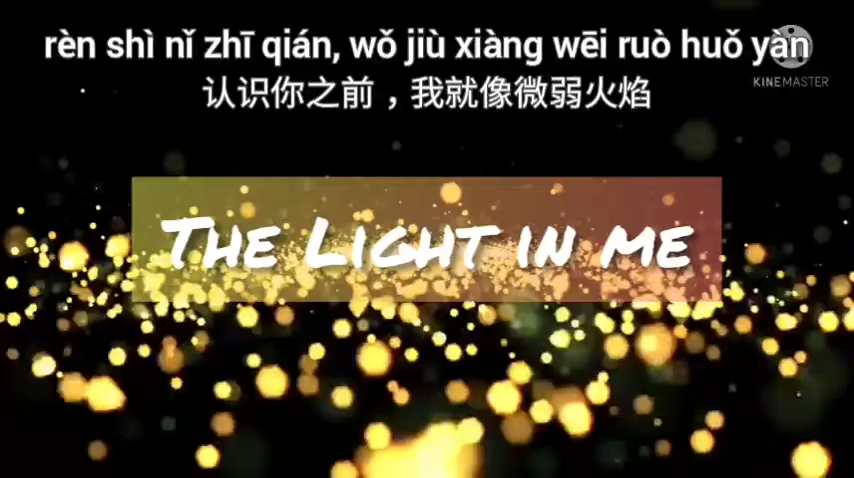 rèn shì nǐ zhī qián, wǒ jiù xiàng wēi ruò huǒ yàn
KINEMASTER
认识你之前，我就像微弱火焰
THE LIGHT IN ME